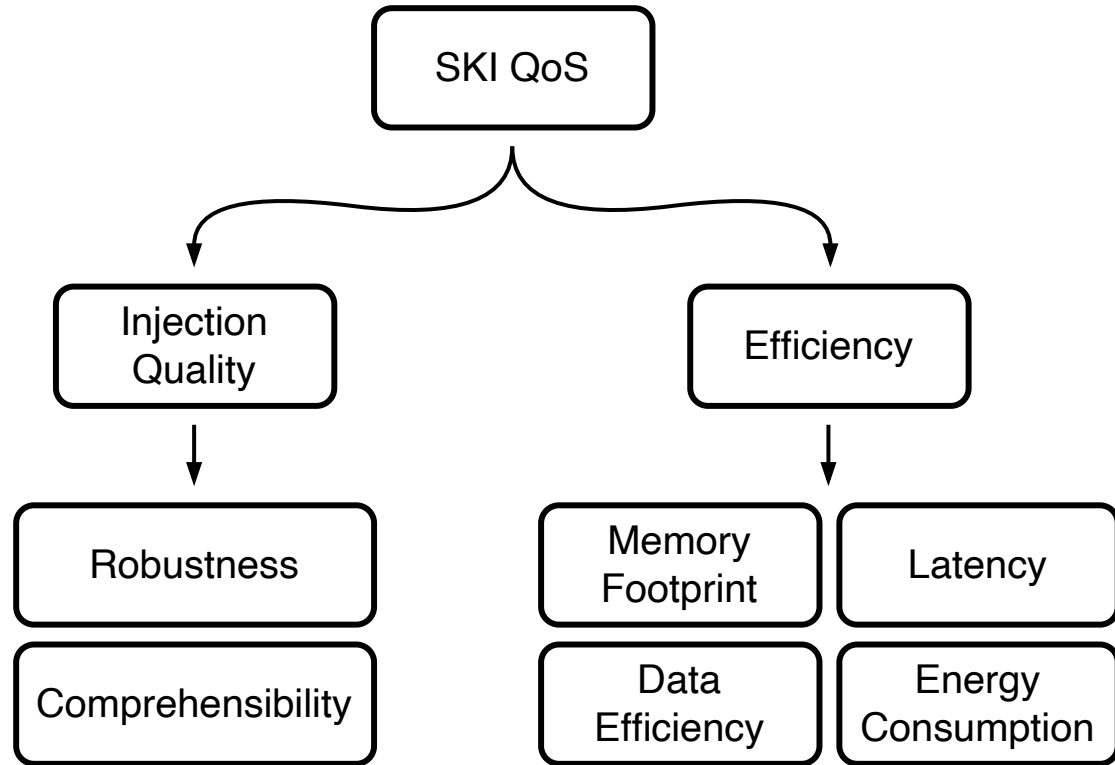 SKI QoS
Injection
Quality
Efficiency
Robustness
Comprehensibility
Memory
Footprint
Latency
Data
Efficiency
Energy
Consumption